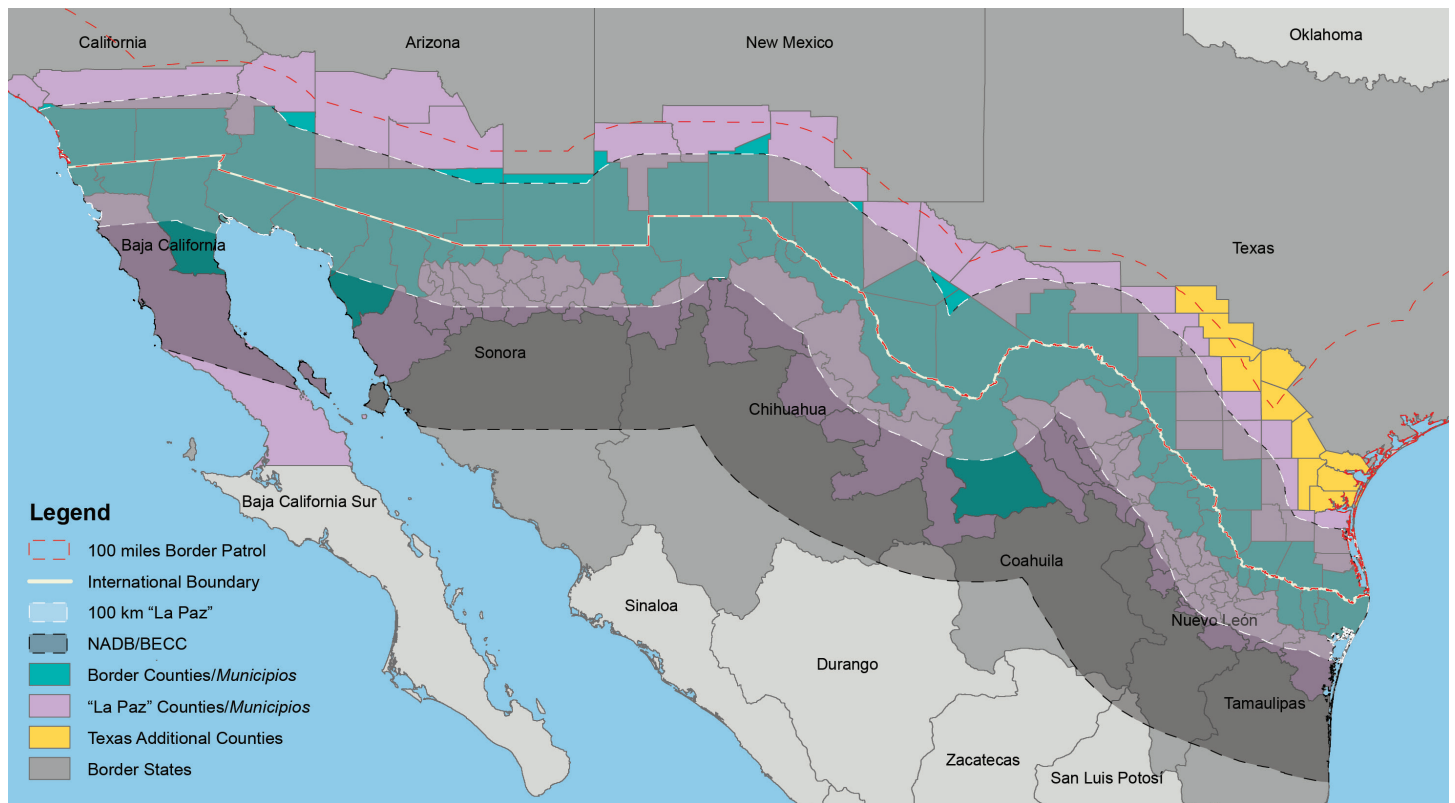 California
Arizona
New Mexico
Oklahoma
Texas
Baja California
Sonora
Chihuahua
Coahuila
Nuevo León
Tamaulipas
Baja California Sur
Sinaloa
Durango
Zacatecas
San Luis Potosí
Legend
100 miles Border Patrol
International Boundary
100 km “La Paz”
NADB/BECC
Border Counties/Municipios
“La Paz” Counties/Municipios
Texas Additional Counties
Border States